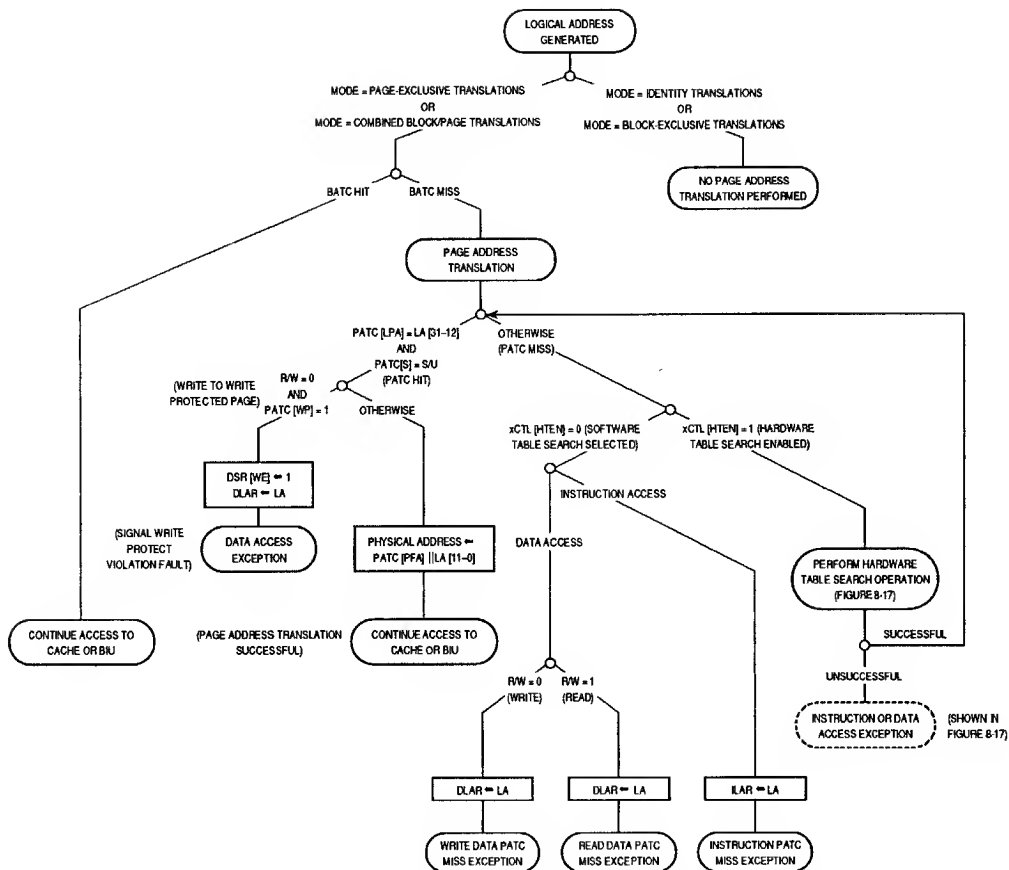 LOGICAL ADDRESS
GENERATED
MODE = PAGE-EXCLUSIVE TRANSLATIONS
OR
MODE = COMBINED BLOCK/PAGE TRANSLATIONS
MODE = IDENTITY TRANSLATIONS
OR
MODE = BLOCK-EXCLUSIVE TRANSLATIONS
NO PAGE ADDRESS
TRANSLATION PERFORMED
BATC HIT
BATC MISS
PAGE ADDRESS
TRANSLATION
PATC [LPA] = LA [31–12]
AND
PATC[S] = S/U
(PATC HIT)
OTHERWISE
(PATC MISS)
(WRITE TO WRITE
PROTECTED PAGE)
R/W = 0
AND
PATC [WP] = 1
OTHERWISE
xCTL [HTEN] = 0 (SOFTWARE
TABLE SEARCH SELECTED)
xCTL [HTEN] = 1 (HARDWARE
TABLE SEARCH ENABLED)
DSR [WE] ← 1
DLAR ← LA
INSTRUCTION ACCESS
(SIGNAL WRITE
PROTECT
VIOLATION FAULT)
DATA ACCESS
EXCEPTION
PHYSICAL ADDRESS ←
PATC [PFA] || LA [11–0]
DATA ACCESS
PERFORM HARDWARE
TABLE SEARCH OPERATION
(FIGURE 8-17)
CONTINUE ACCESS TO
CACHE OR BIU
(PAGE ADDRESS TRANSLATION
SUCCESSFUL)
CONTINUE ACCESS TO
CACHE OR BIU
SUCCESSFUL
UNSUCCESSFUL
R/W = 0
(WRITE)
R/W = 1
(READ)
INSTRUCTION OR DATA
ACCESS EXCEPTION
(SHOWN IN
FIGURE 8-17)
DLAR ← LA
DLAR ← LA
ILAR ← LA
WRITE DATA PATC
MISS EXCEPTION
READ DATA PATC
MISS EXCEPTION
INSTRUCTION PATC
MISS EXCEPTION